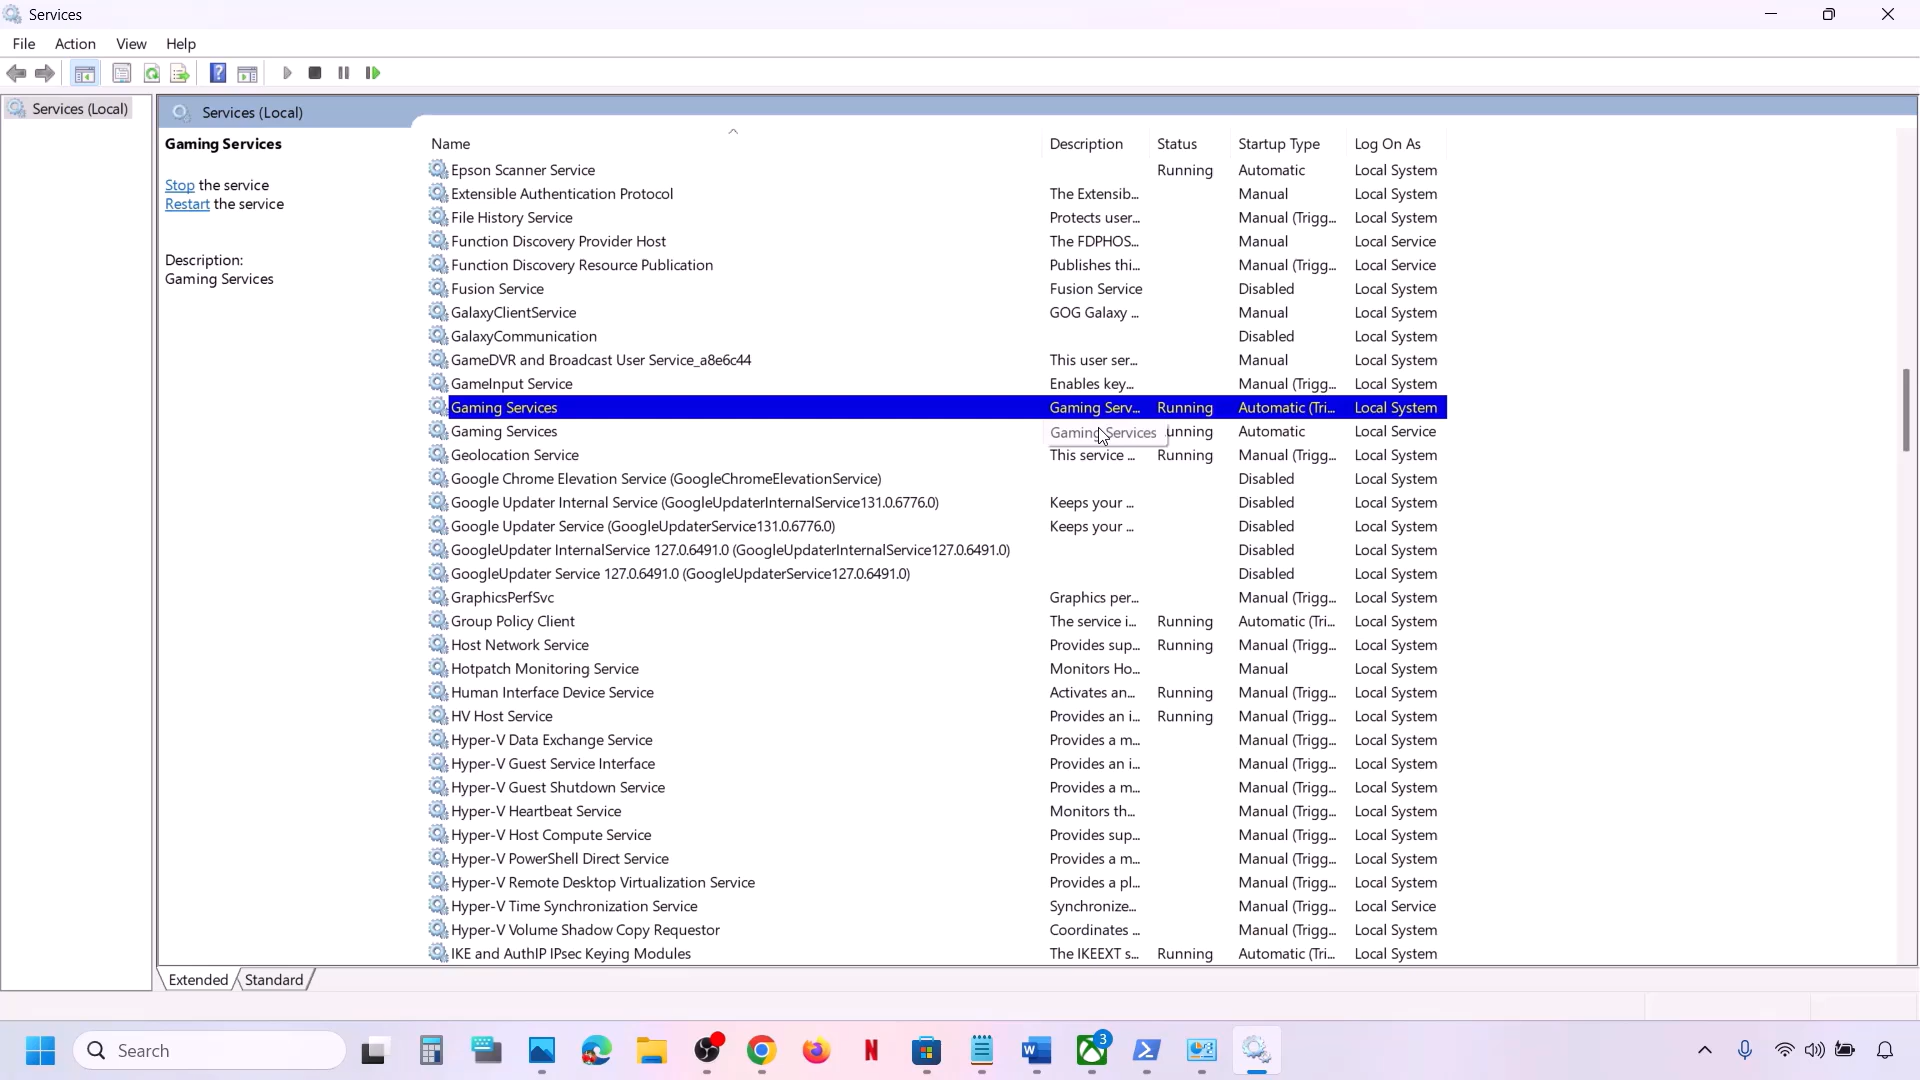 Services
File Action View Help
Services (Local)
Services (Local)
Gaming Services
Stop the service
Restart the service
Description:
Gaming Services
Name Description Status Startup Type Log On As
Epson Scanner Service Running Automatic Local System
Extensible Authentication Protocol The Extensib... Manual Local System
File History Service Protects user... Manual (Trigg... Local System
Function Discovery Provider Host The FDPHOS... Manual Local Service
Function Discovery Resource Publication Publishes thi... Manual (Trigg... Local Service
Fusion Service Fusion Service Disabled Local System
GalaxyClientService GOG Galaxy ... Manual Local System
GalaxyCommunication Disabled Local System
GameDVR and Broadcast User Service_a8e6c44 This user ser... Manual Local System
GameInput Service Enables key... Manual (Trigg... Local System
Gaming Services Gaming Serv... Running Automatic (Tri... Local System
Gaming Services Gaming Services unning Automatic Local Service
Geolocation Service This service ... Running Manual (Trigg... Local System
Google Chrome Elevation Service (GoogleChromeElevationService) Disabled Local System
Google Updater Internal Service (GoogleUpdaterInternalService131.0.6776.0) Keeps your ... Disabled Local System
Google Updater Service (GoogleUpdaterService131.0.6776.0) Keeps your ... Disabled Local System
GoogleUpdater InternalService 127.0.6491.0 (GoogleUpdaterInternalService127.0.6491.0) Disabled Local System
GoogleUpdater Service 127.0.6491.0 (GoogleUpdaterService127.0.6491.0) Disabled Local System
GraphicsPerfSvc Graphics per... Manual (Trigg... Local System
Group Policy Client The service i... Running Automatic (Tri... Local System
Host Network Service Provides sup... Running Manual (Trigg... Local System
Hotpatch Monitoring Service Monitors Ho... Manual Local System
Human Interface Device Service Activates an... Running Manual (Trigg... Local System
HV Host Service Provides an i... Running Manual (Trigg... Local System
Hyper-V Data Exchange Service Provides a m... Manual (Trigg... Local System
Hyper-V Guest Service Interface Provides an i... Manual (Trigg... Local System
Hyper-V Guest Shutdown Service Provides a m... Manual (Trigg... Local System
Hyper-V Heartbeat Service Monitors th... Manual (Trigg... Local System
Hyper-V Host Compute Service Provides sup... Manual (Trigg... Local System
Hyper-V PowerShell Direct Service Provides a m... Manual (Trigg... Local System
Hyper-V Remote Desktop Virtualization Service Provides a pl... Manual (Trigg... Local System
Hyper-V Time Synchronization Service Synchronize... Manual (Trigg... Local Service
Hyper-V Volume Shadow Copy Requestor Coordinates ... Manual (Trigg... Local System
IKE and AuthIP IPsec Keying Modules The IKEEXT s... Running Automatic (Tri... Local System
Extended Standard
Search
3